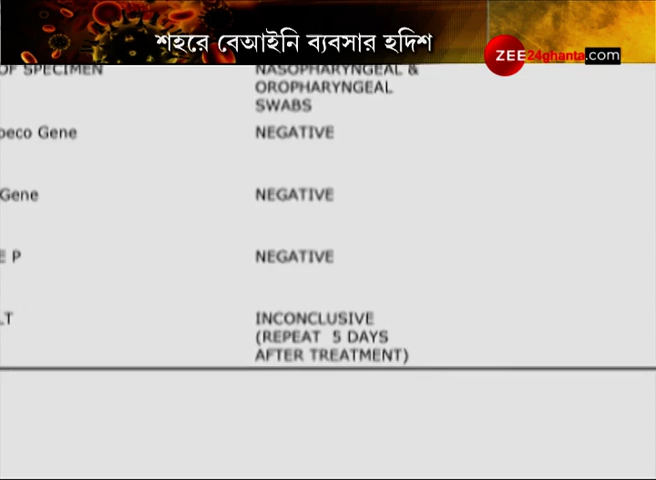 শহরে বেআইনি ব্যবসার হদিশ
ZEE24ghanta.com
OF SPECIMEN NASOPHARYNGEAL &
OROPHARYNGEAL
SWABS
Gene NEGATIVE
Gene NEGATIVE
E P NEGATIVE
LT INCONCLUSIVE
(REPEAT 5 DAYS
AFTER TREATMENT)